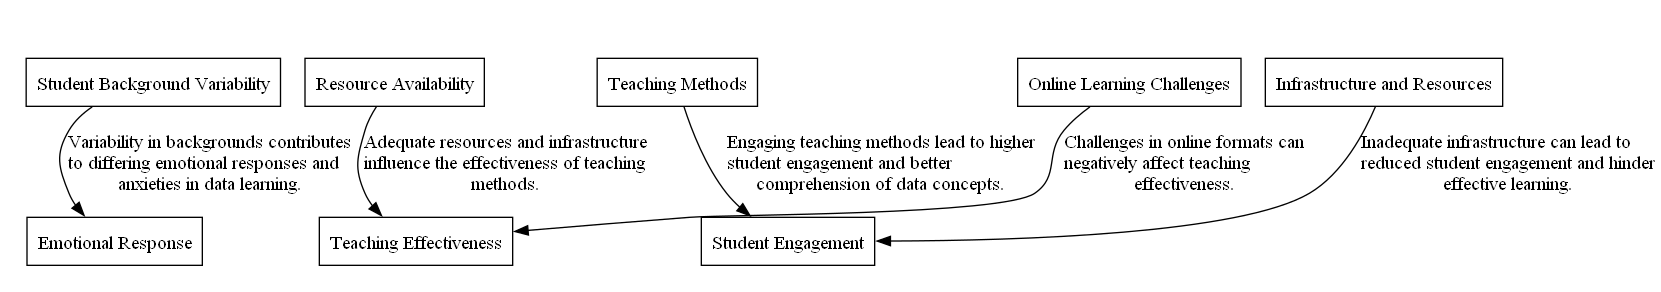 Student Background Variability
Resource Availability
Teaching Methods
Online Learning Challenges
Infrastructure and Resources
Variability in backgrounds contributes
to differing emotional responses and
anxieties in data learning.
Adequate resources and infrastructure
influence the effectiveness of teaching
methods.
Engaging teaching methods lead to higher
student engagement and better
comprehension of data concepts.
Challenges in online formats can
negatively affect teaching
effectiveness.
Inadequate infrastructure can lead to
reduced student engagement and hinder
effective learning.
Emotional Response
Teaching Effectiveness
Student Engagement